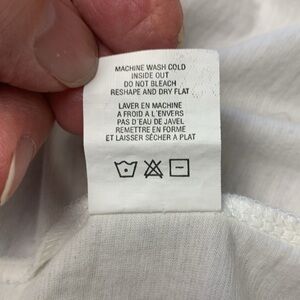 MACHINE WASH COLD
INSIDE OUT
DO NOT BLEACH
RESHAPE AND DRY FLAT
LAVER EN MACHINE
A FROID A L'ENVERS
PAS D'EAU DE JAVEL
REMETTRE EN FORME
ET LAISSER SÉCHER A PLAT